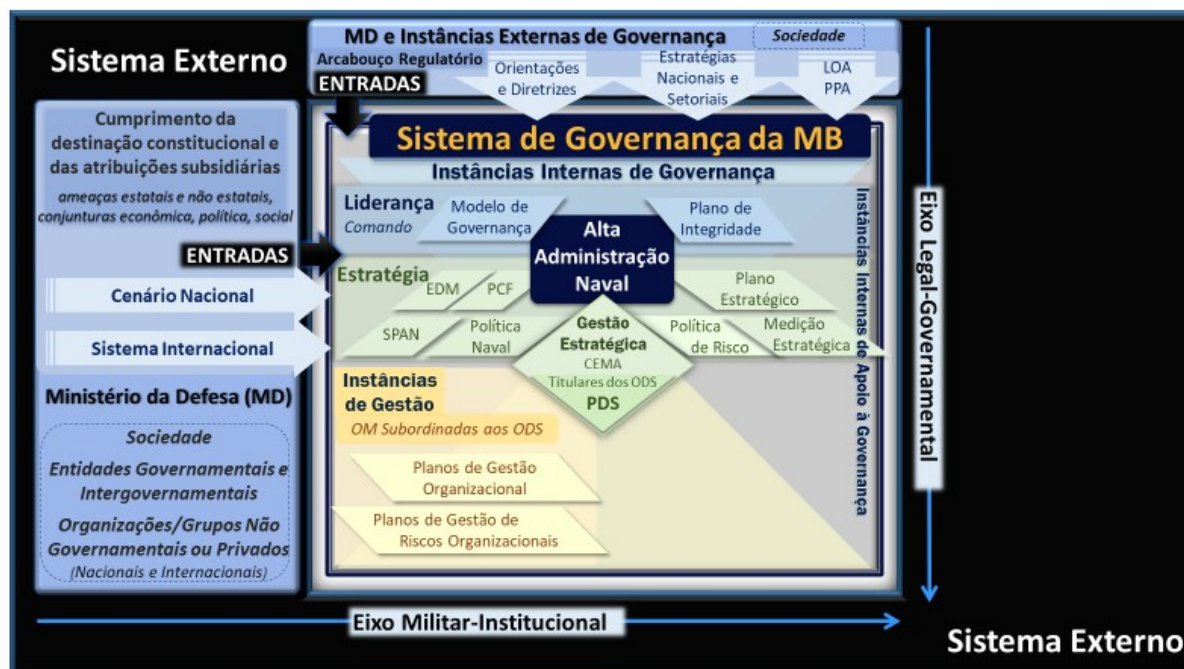 Sistema Externo
MD e Instâncias Externas de Governança
Sociedade
Arcabouço Regulatório
ENTRADAS
Orientações
e Diretrizes
Estratégias
Nacionais e
Setoriais
LOA
PPA
Cumprimento da
destinação constitucional e
das atribuições subsidiárias
ameaças estatais e não estatais,
conjunturas econômica, política, social
ENTRADAS
Cenário Nacional
Sistema Internacional
Ministério da Defesa (MD)
Sociedade
Entidades Governamentais e
Intergovernamentais
Organizações/Grupos Não
Governamentais ou Privados
(Nacionais e Internacionais)
Sistema de Governança da MB
Instâncias Internas de Governança
Liderança
Comando
Modelo de
Governança
Alta
Administração
Naval
Plano de
Integridade
Estratégia
EDM
PCF
Plano
Estratégico
SPAN
Política
Naval
Gestão
Estratégica
CEMA
Titulares dos ODS
PDS
Política
de Risco
Medição
Estratégica
Instâncias
de Gestão
OM Subordinadas aos ODS
Planos de Gestão
Organizacional
Planos de Gestão de
Riscos Organizacionais
Instâncias Internas de Apoio à Governança
Eixo Legal-Governamental
Eixo Militar-Institucional
Sistema Externo